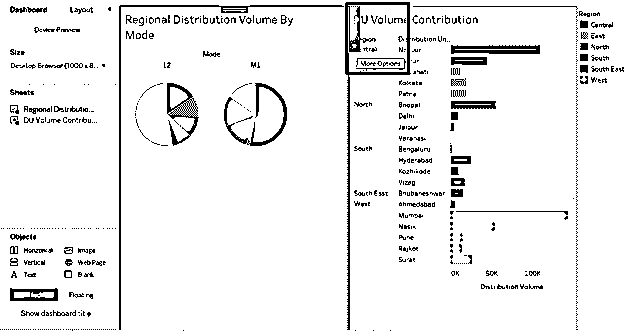 Dashboard
Layout
Device Preview
Size
Desktop Browser (1000 x 8...
Sheets
Regional Distributio...
DU Volume Contribu...
Objects
Horizontal
Image
Vertical
Web Page
A Text
Blank
Floating
Show dashboard title
Regional Distribution Volume By
Mode
Mode
L2
M1
DU Volume Contribution
Distribution Un..
More Options
Kolkata
Patna
North
Bhopal
Delhi
Jaipur
Varanasi
South
Bengaluru
Hyderabad
Kozhikode
Vizag
South East
Bhubaneshwar
West
Ahmedabad
Mumbai
Nasik
Pune
Rajkot
Surat
0K
50K
100K
Distribution Volume
Region
Central
East
North
South
South East
West